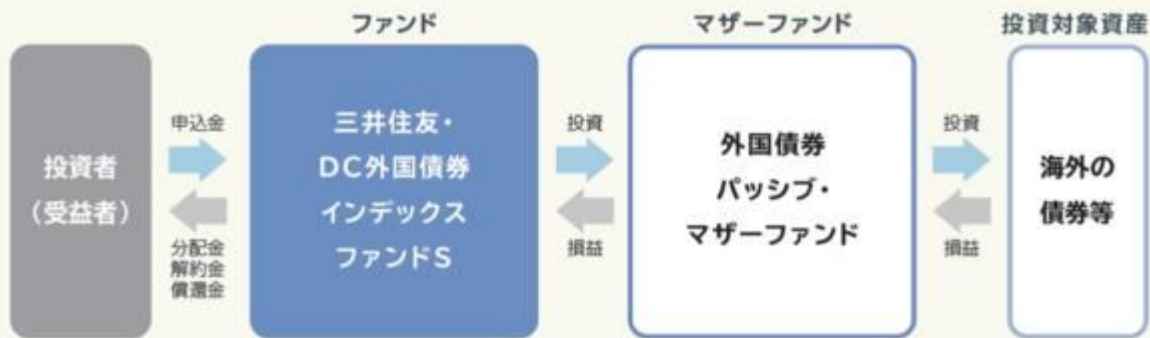 ファンド
マザーファンド
投資対象資産
投資者
（受益者）
申込金
分配金
解約金
償還金
三井住友・
DC外国債券
インデックス
ファンドS
投資
損益
外国債券
パッシブ・
マザーファンド
投資
損益
海外の
債券等